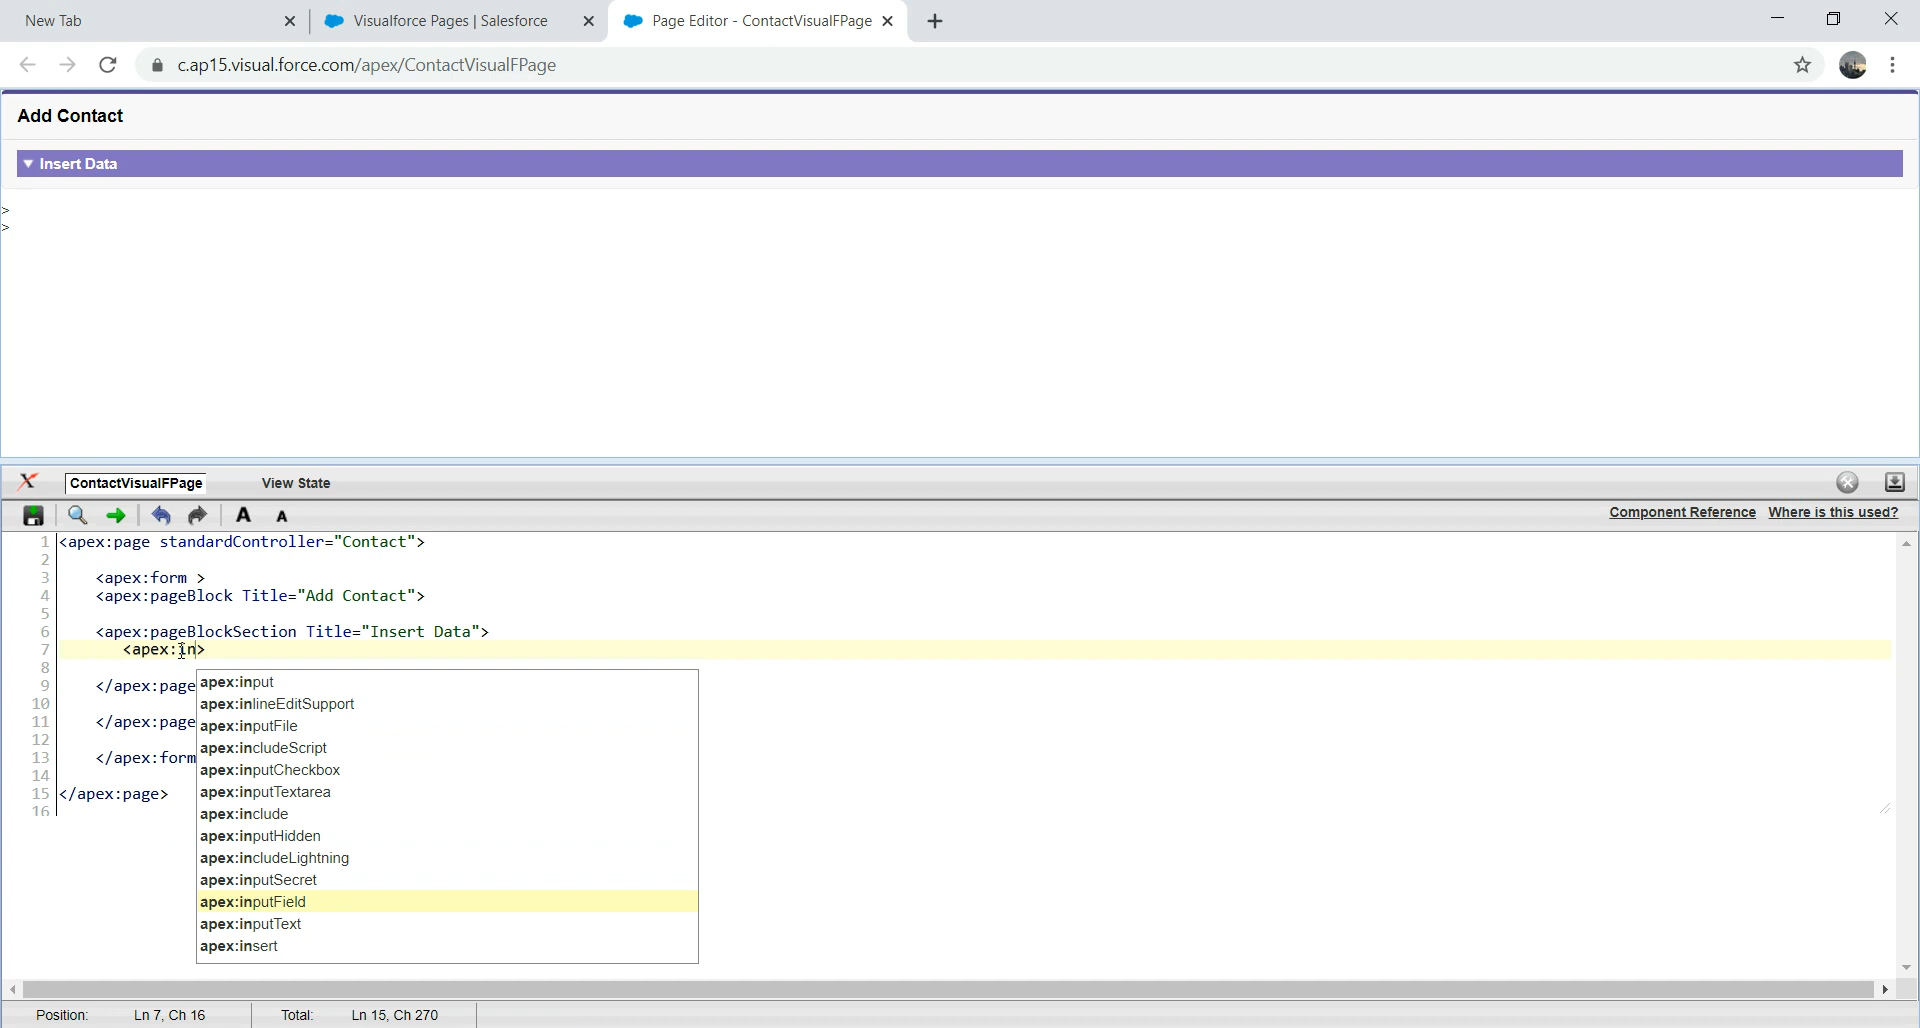 New Tab
Visualforce Pages | Salesforce
Page Editor - ContactVisualFPage
c.ap15.visual.force.com/apex/ContactVisualFPage
Add Contact
Insert Data
>
>
ContactVisualFPage
View State
A A
Component Reference Where is this used?
1 <apex:page standardController="Contact">
2
3 <apex:form >
4 <apex:pageBlock Title="Add Contact">
5
6 <apex:pageBlockSection Title="Insert Data">
7 <apex:in>
8
9 </apex:page
10
11 </apex:page
12
13 </apex:form
14
15 </apex:page>
16
apex:input
apex:inlineEditSupport
apex:inputFile
apex:includeScript
apex:inputCheckbox
apex:inputTextarea
apex:include
apex:inputHidden
apex:includeLightning
apex:inputSecret
apex:inputField
apex:inputText
apex:insert
Position: Ln 7, Ch 16 Total: Ln 15, Ch 270